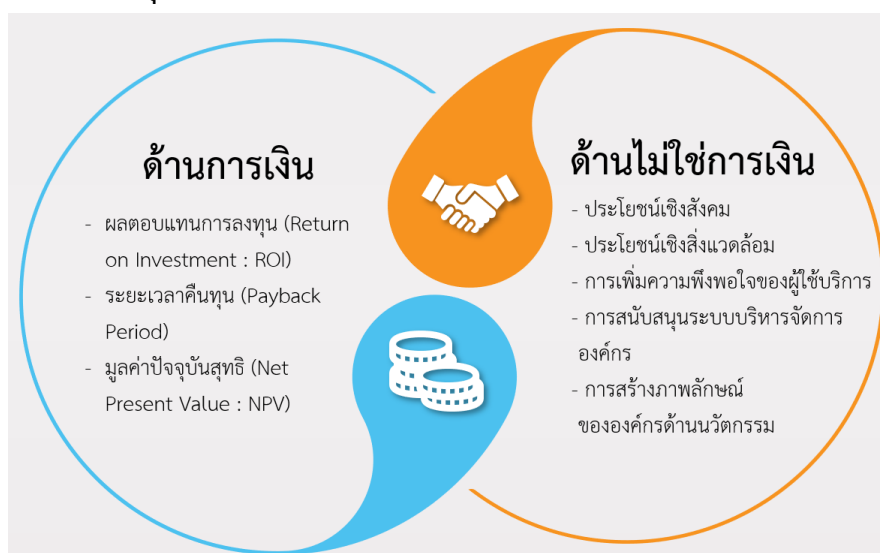 ด้านการเงิน
- ผลตอบแทนการลงทุน (Return
on Investment : ROI)
- ระยะเวลาคืนทุน (Payback
Period)
- มูลค่าปัจจุบันสุทธิ (Net
Present Value : NPV)
ด้านไม่ใช่การเงิน
- ประโยชน์เชิงสังคม
- ประโยชน์เชิงสิ่งแวดล้อม
- การเพิ่มความพึงพอใจของผู้ใช้บริการ
- การสนับสนุนระบบบริหารจัดการ
องค์กร
- การสร้างภาพลักษณ์
ขององค์กรด้านนวัตกรรม